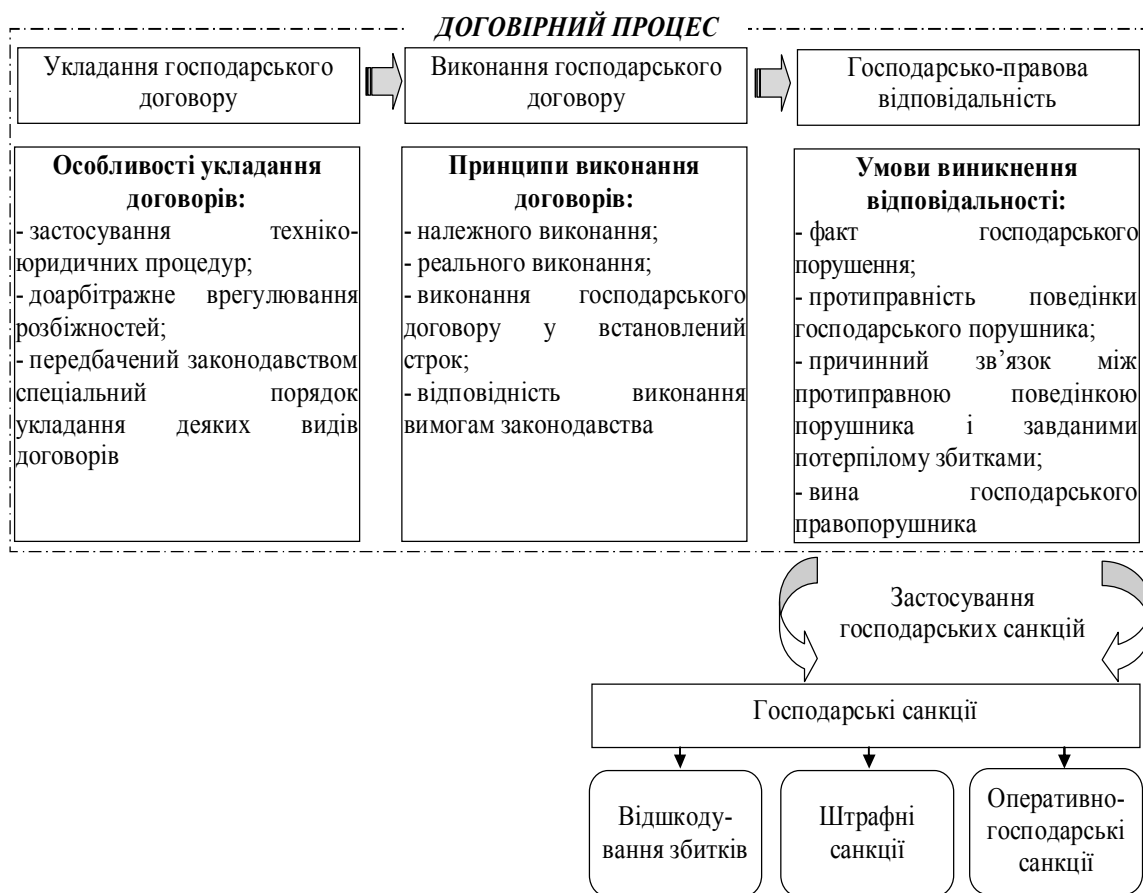 ДОГОВІРНИЙ ПРОЦЕС
Укладання господарського
договору
Виконання господарського
договору
Господарсько-правова
відповідальність
Особливості укладання
договорів:
- застосування техніко-
юридичних процедур;
- доарбітражне врегулювання
розбіжностей;
- передбачений законодавством
спеціальний порядок
укладання деяких видів
договорів
Принципи виконання
договорів:
- належного виконання;
- реального виконання;
- виконання господарського
договору у встановлений
строк;
- відповідність виконання
вимогам законодавства
Умови виникнення
відповідальності:
- факт господарського
порушення;
- протиправність поведінки
господарського порушника;
- причинний зв’язок між
протиправною поведінкою
порушника і завданими
потерпілому збитками;
- вина господарського
правопорушника
Застосування
господарських санкцій
Господарські санкції
Відшкоду-
вання збитків
Штрафні
санкції
Оперативно-
господарські
санкції